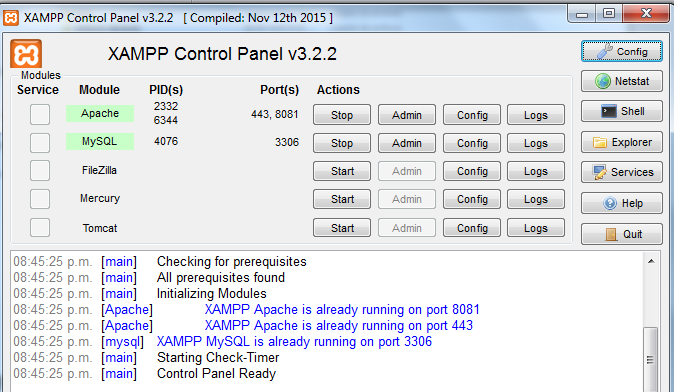 XAMPP Control Panel v3.2.2 [ Compiled: Nov 12th 2015 ]
XAMPP Control Panel v3.2.2
Config
Modules
Service Module PID(s) Port(s) Actions
Netstat
Apache 2332 6344 443, 8081 Stop Admin Config Logs
Shell
MySQL 4076 3306 Stop Admin Config Logs
Explorer
FileZilla Start Admin Config Logs
Services
Mercury Start Admin Config Logs
Help
Tomcat Start Admin Config Logs
Quit
08:45:25 p.m. [main] Checking for prerequisites
08:45:25 p.m. [main] All prerequisites found
08:45:25 p.m. [main] Initializing Modules
08:45:25 p.m. [Apache] XAMPP Apache is already running on port 8081
08:45:25 p.m. [Apache] XAMPP Apache is already running on port 443
08:45:25 p.m. [mysql] XAMPP MySQL is already running on port 3306
08:45:25 p.m. [main] Starting Check-Timer
08:45:25 p.m. [main] Control Panel Ready